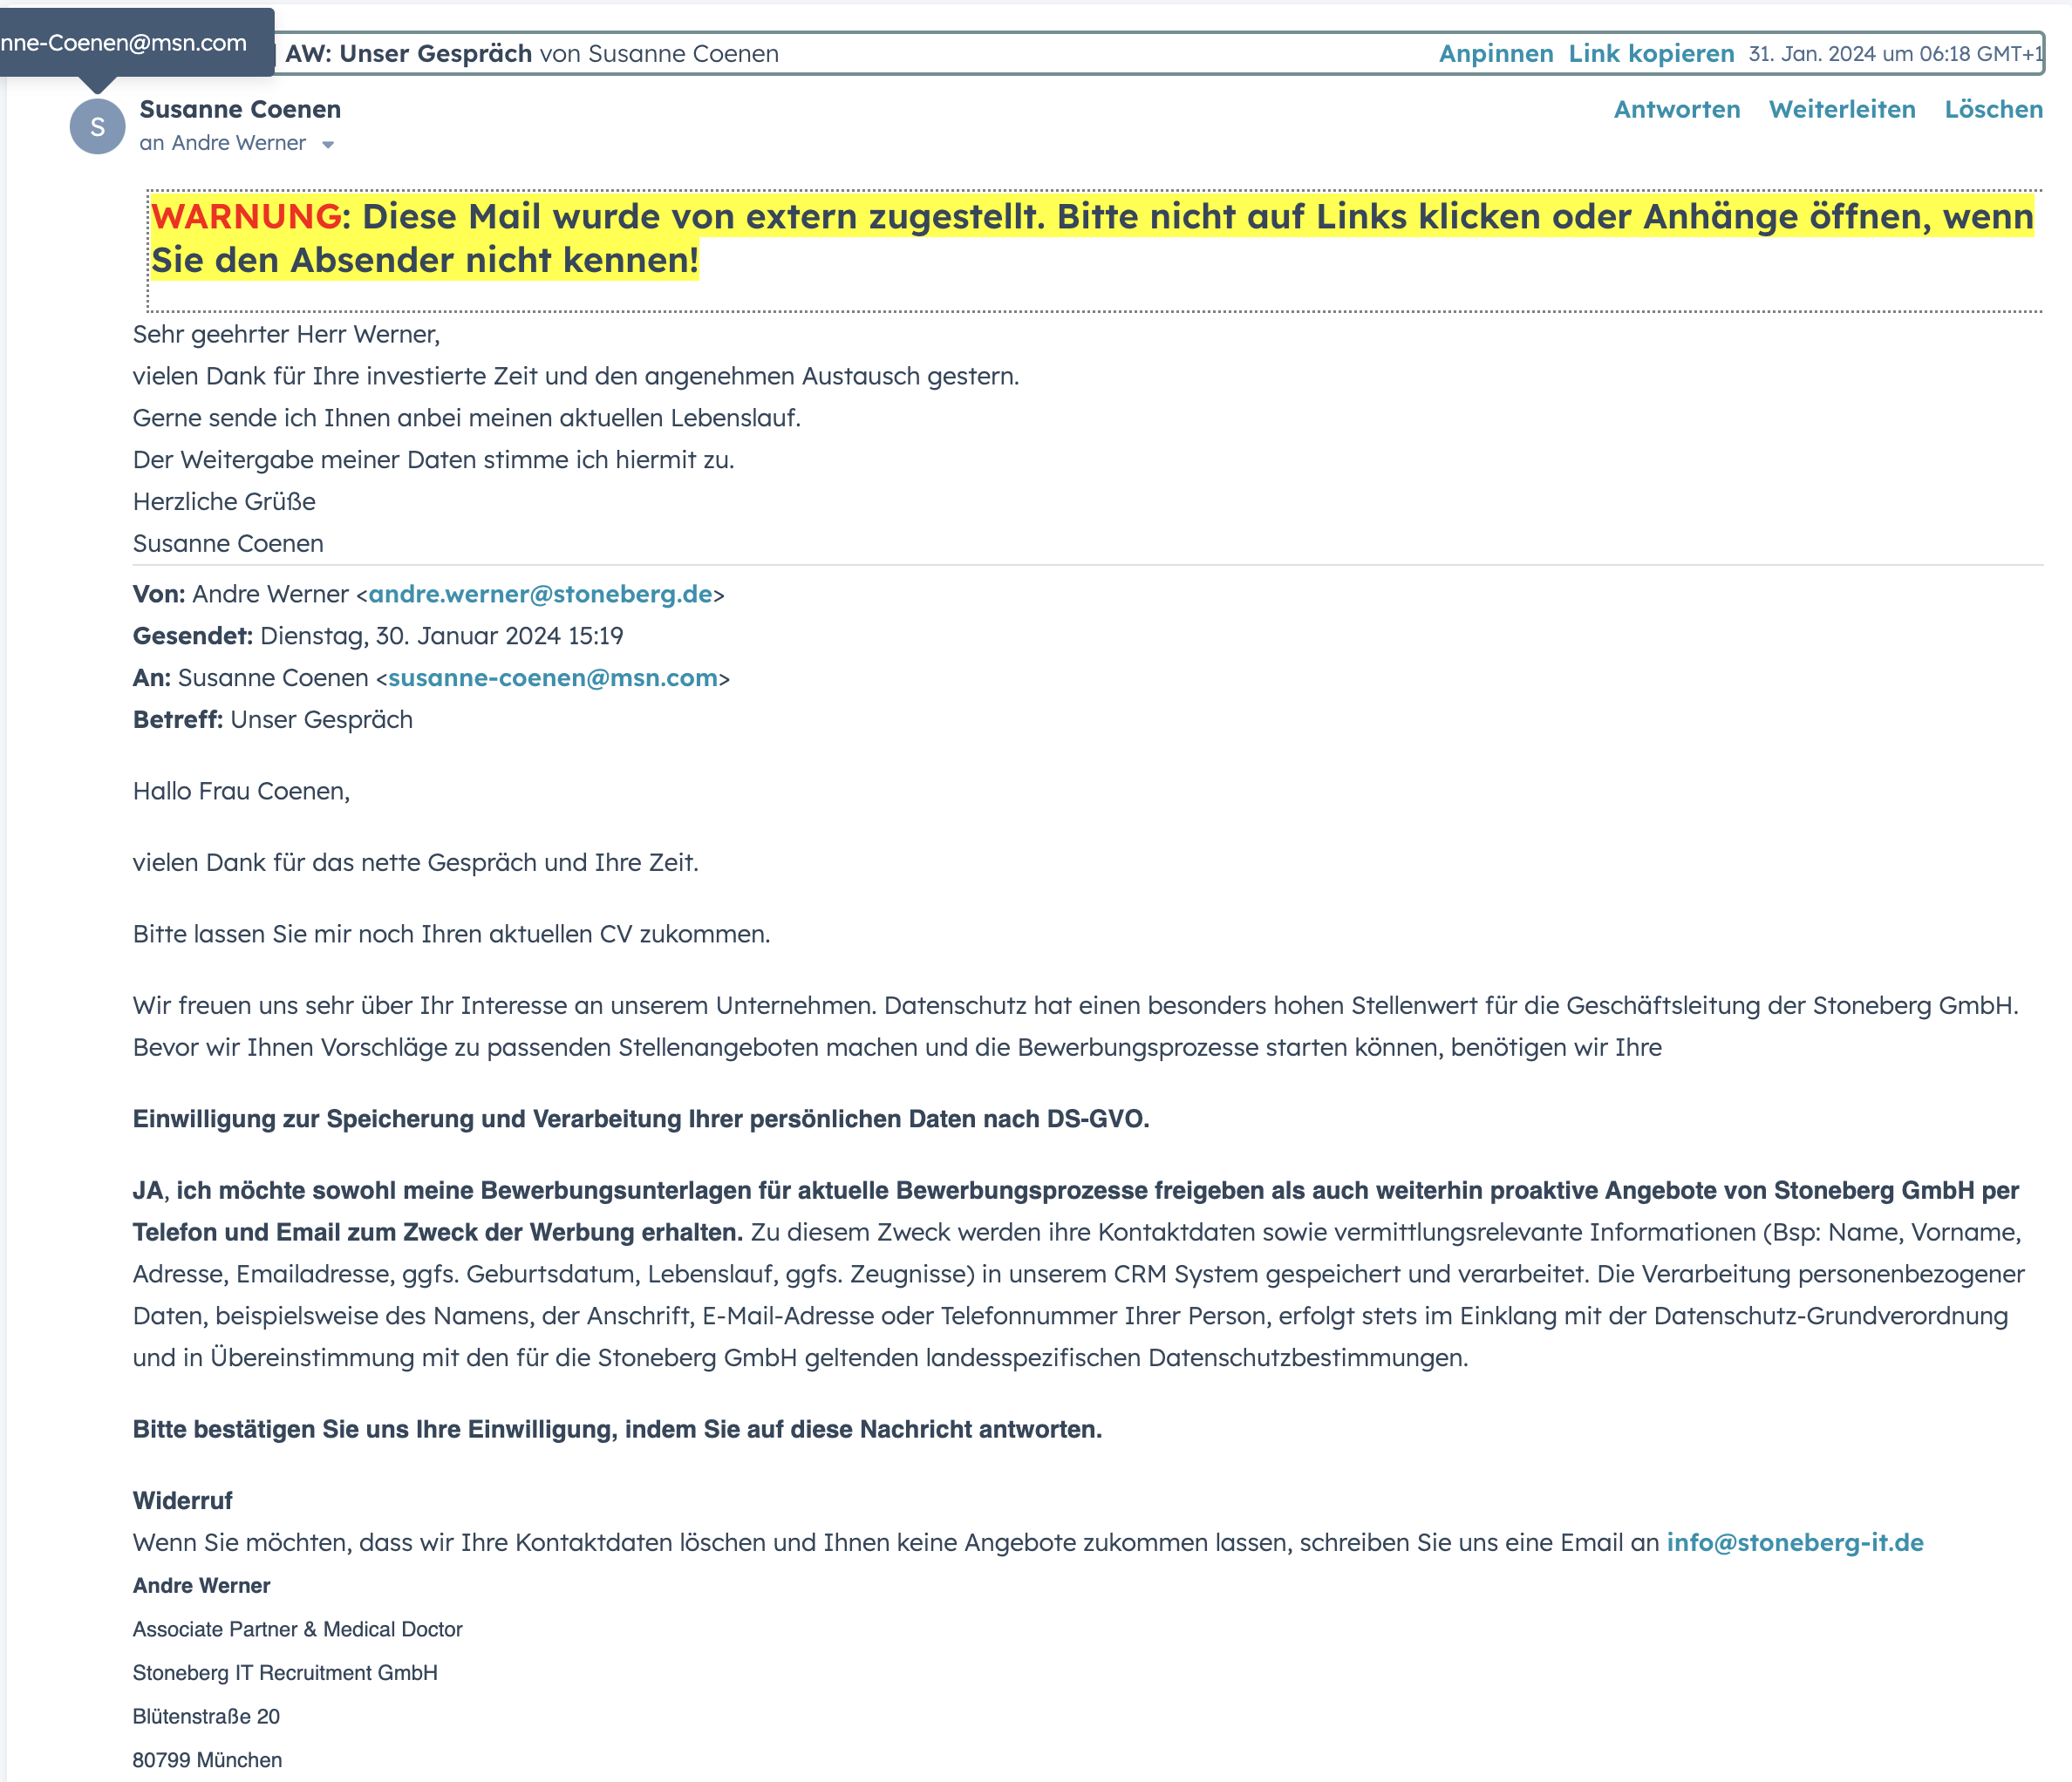 nne-Coenen@msn.com
AW: Unser Gespräch von Susanne Coenen
Anpinnen Link kopieren 31. Jan. 2024 um 06:18 GMT+1
S
Susanne Coenen
Antworten Weiterleiten Löschen
an Andre Werner
WARNUNG: Diese Mail wurde von extern zugestellt. Bitte nicht auf Links klicken oder Anhänge öffnen, wenn
Sie den Absender nicht kennen!
Sehr geehrter Herr Werner,
vielen Dank für Ihre investierte Zeit und den angenehmen Austausch gestern.
Gerne sende ich Ihnen anbei meinen aktuellen Lebenslauf.
Der Weitergabe meiner Daten stimme ich hiermit zu.
Herzliche Grüße
Susanne Coenen
Von: Andre Werner <andre.werner@stoneberg.de>
Gesendet: Dienstag, 30. Januar 2024 15:19
An: Susanne Coenen <susanne-coenen@msn.com>
Betreff: Unser Gespräch
Hallo Frau Coenen,
vielen Dank für das nette Gespräch und Ihre Zeit.
Bitte lassen Sie mir noch Ihren aktuellen CV zukommen.
Wir freuen uns sehr über Ihr Interesse an unserem Unternehmen. Datenschutz hat einen besonders hohen Stellenwert für die Geschäftsleitung der Stoneberg GmbH.
Bevor wir Ihnen Vorschläge zu passenden Stellenangeboten machen und die Bewerbungsprozesse starten können, benötigen wir Ihre
Einwilligung zur Speicherung und Verarbeitung Ihrer persönlichen Daten nach DS-GVO.
JA, ich möchte sowohl meine Bewerbungsunterlagen für aktuelle Bewerbungsprozesse freigeben als auch weiterhin proaktive Angebote von Stoneberg GmbH per
Telefon und Email zum Zweck der Werbung erhalten. Zu diesem Zweck werden ihre Kontaktdaten sowie vermittlungsrelevante Informationen (Bsp: Name, Vorname,
Adresse, Emailadresse, ggfs. Geburtsdatum, Lebenslauf, ggfs. Zeugnisse) in unserem CRM System gespeichert und verarbeitet. Die Verarbeitung personenbezogener
Daten, beispielsweise des Namens, der Anschrift, E-Mail-Adresse oder Telefonnummer Ihrer Person, erfolgt stets im Einklang mit der Datenschutz-Grundverordnung
und in Übereinstimmung mit den für die Stoneberg GmbH geltenden landesspezifischen Datenschutzbestimmungen.
Bitte bestätigen Sie uns Ihre Einwilligung, indem Sie auf diese Nachricht antworten.
Widerruf
Wenn Sie möchten, dass wir Ihre Kontaktdaten löschen und Ihnen keine Angebote zukommen lassen, schreiben Sie uns eine Email an info@stoneberg-it.de
Andre Werner
Associate Partner & Medical Doctor
Stoneberg IT Recruitment GmbH
Blütenstraße 20
80799 München